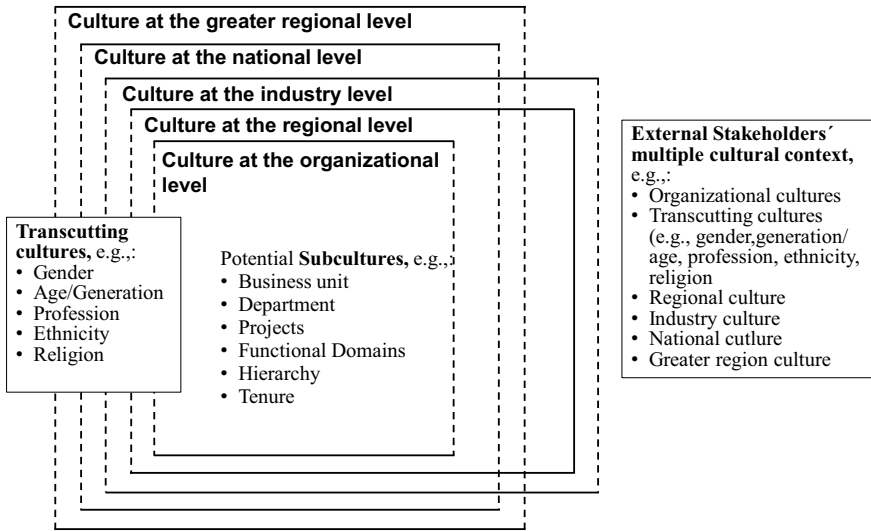 Culture at the greater regional level
Culture at the national level
Culture at the industry level
Culture at the regional level
Culture at the organizational
level
Transcutting
cultures, e.g.,:
• Gender
• Age/Generation
• Profession
• Ethnicity
• Religion
Potential Subcultures, e.g.,:
• Business unit
• Department
• Projects
• Functional Domains
• Hierarchy
• Tenure
External Stakeholders´
multiple cultural context,
e.g.,:
• Organizational cultures
• Transcutting cultures
(e.g., gender,generation/
age, profession, ethnicity,
religion
• Regional culture
• Industry culture
• National cutlure
• Greater region culture